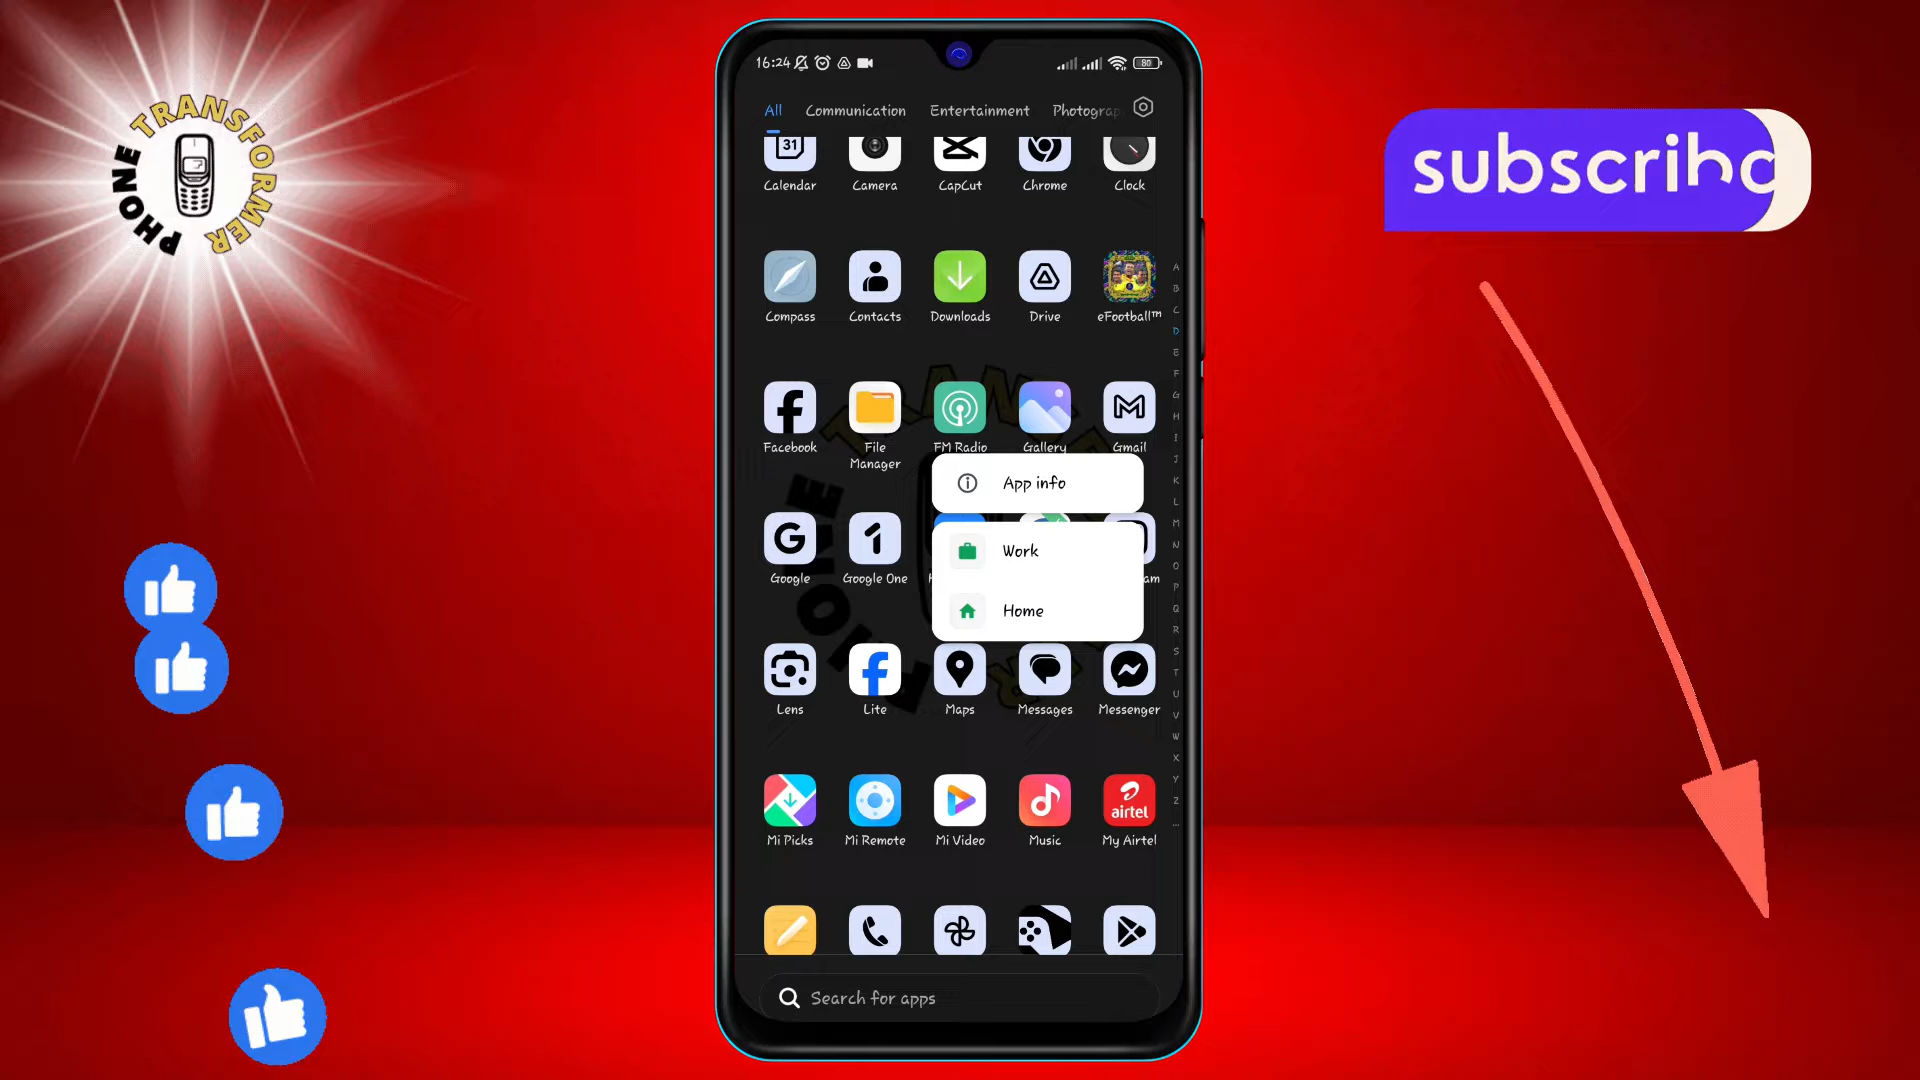 PHONE TRANSFORMER
subscribe
16:24
80
All Communication Entertainment Photograp
31
Calendar Camera CapCut Chrome Clock
Compass Contacts Downloads Drive eFootball™
Facebook File Manager FM Radio Gallery Gmail
App info
Google Google One
Work
Home
Lens Lite Maps Messages Messenger
airtel
Mi Picks Mi Remote Mi Video Music My Airtel
Search for apps
A
B
C
D
E
F
G
H
I
J
K
L
M
N
O
P
Q
R
S
T
U
V
W
X
Y
Z